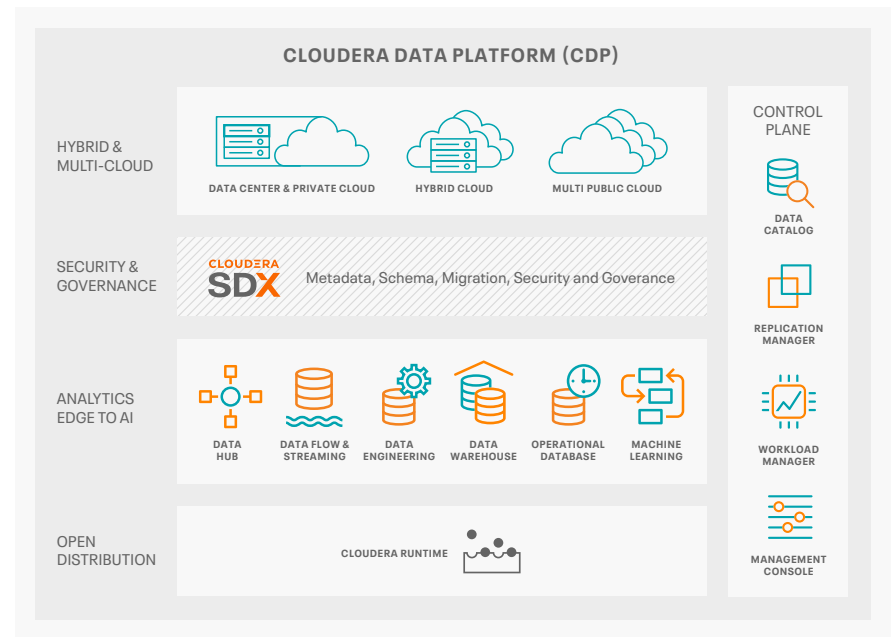 CLOUDERA DATA PLATFORM (CDP)
HYBRID &
MULTI-CLOUD
DATA CENTER & PRIVATE CLOUD
HYBRID CLOUD
MULTI PUBLIC CLOUD
SECURITY &
GOVERNANCE
CLOUDERA
SDX
Metadata, Schema, Migration, Security and Goverance
ANALYTICS
EDGE TO AI
DATA
HUB
DATA FLOW &
STREAMING
DATA
ENGINEERING
DATA
WAREHOUSE
OPERATIONAL
DATABASE
MACHINE
LEARNING
OPEN
DISTRIBUTION
CLOUDERA RUNTIME
CONTROL
PLANE
DATA
CATALOG
REPLICATION
MANAGER
WORKLOAD
MANAGER
MANAGEMENT
CONSOLE